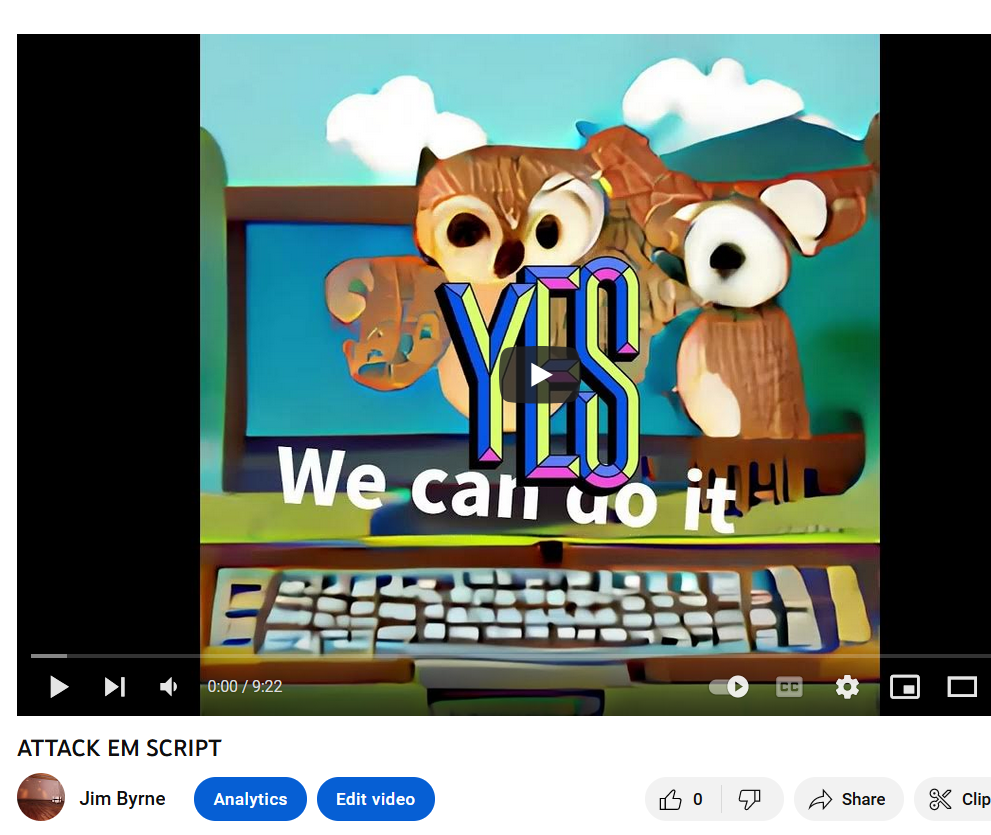 YES
We can do it
0:00 / 9:22
CC
ATTACK EM SCRIPT
Jim Byrne
Analytics
Edit video
0
Share
Clip